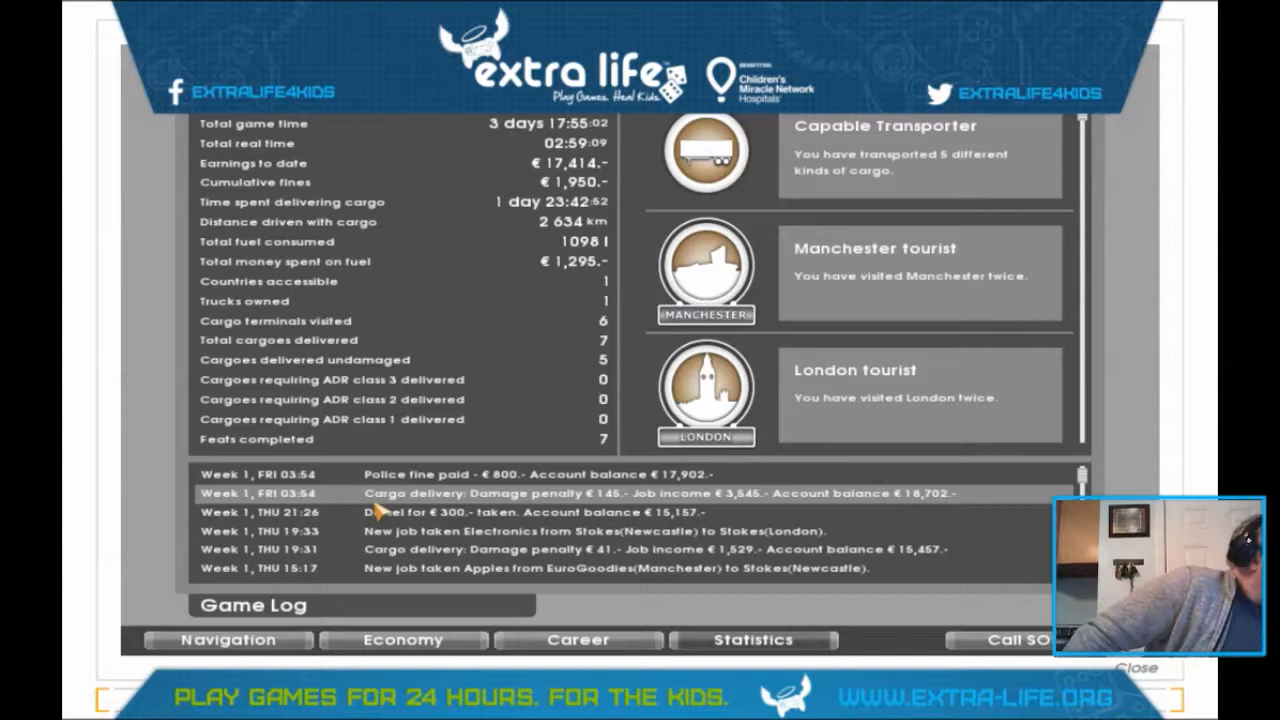 extra life
Play Games. Heal Kids.
BENEFITING
Children's
Miracle Network
Hospitals
EXTRALIFE4KIDS
EXTRALIFE4KIDS
Total game time 3 days 17:55:02
Total real time 02:59:09
Earnings to date € 17,414.-
Cumulative fines € 1,950.-
Time spent delivering cargo 1 day 23:42:52
Distance driven with cargo 2 634 km
Total fuel consumed 1098 l
Total money spent on fuel € 1,295.-
Countries accessible 1
Trucks owned 1
Cargo terminals visited 6
Total cargoes delivered 7
Cargoes delivered undamaged 5
Cargoes requiring ADR class 3 delivered 0
Cargoes requiring ADR class 2 delivered 0
Cargoes requiring ADR class 1 delivered 0
Feats completed 7
Capable Transporter
You have transported 5 different
kinds of cargo.
Manchester tourist
You have visited Manchester twice.
MANCHESTER
London tourist
You have visited London twice.
LONDON
Week 1, FRI 03:54 Police fine paid - € 800.- Account balance € 17,902.-
Week 1, FRI 03:54 Cargo delivery: Damage penalty € 145.- Job income € 3,545.- Account balance € 18,702.-
Week 1, THU 21:26 for € 300.- taken. Account balance € 15,157.-
Week 1, THU 19:33 New job taken Electronics from Stokes(Newcastle) to Stokes(London).
Week 1, THU 19:31 Cargo delivery: Damage penalty € 41.- Job income € 1,529.- Account balance € 15,457.-
Week 1, THU 15:17 New job taken Apples from EuroGoodies(Manchester) to Stokes(Newcastle).
Game Log
Navigation Economy Career Statistics Call SO
Close
PLAY GAMES FOR 24 HOURS. FOR THE KIDS.
WWW.EXTRA-LIFE.ORG